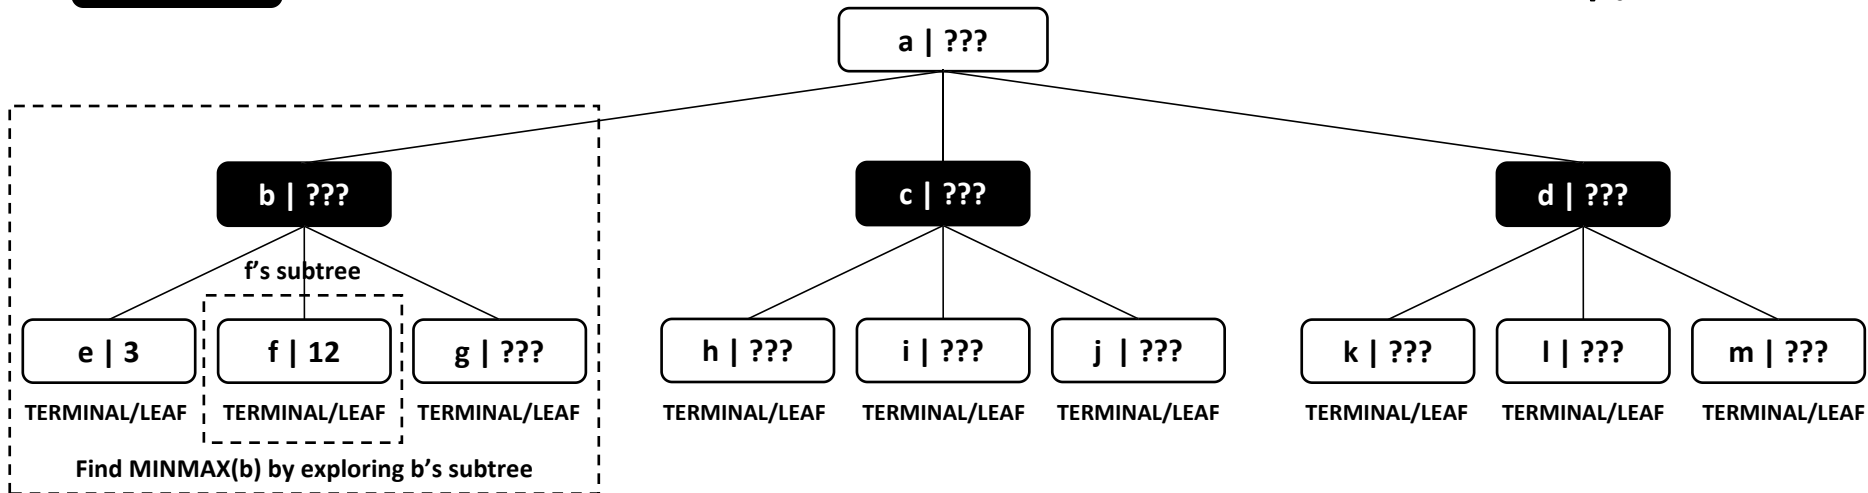 a | ???
b | ???
c | ???
d | ???
f’s subtree
e | 3
f | 12
g | ???
h | ???
i | ???
j | ???
k | ???
l | ???
m | ???
TERMINAL/LEAF
TERMINAL/LEAF
TERMINAL/LEAF
TERMINAL/LEAF
TERMINAL/LEAF
TERMINAL/LEAF
TERMINAL/LEAF
TERMINAL/LEAF
TERMINAL/LEAF
Find MINMAX(b) by exploring b’s subtree